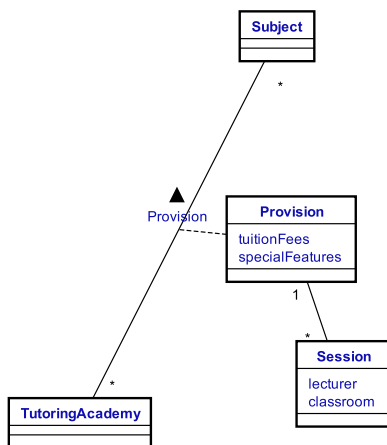 Subject
*
Provision
Provision
tuitionFees
specialFeatures
1
*
Session
lecturer
classroom
*
TutoringAcademy